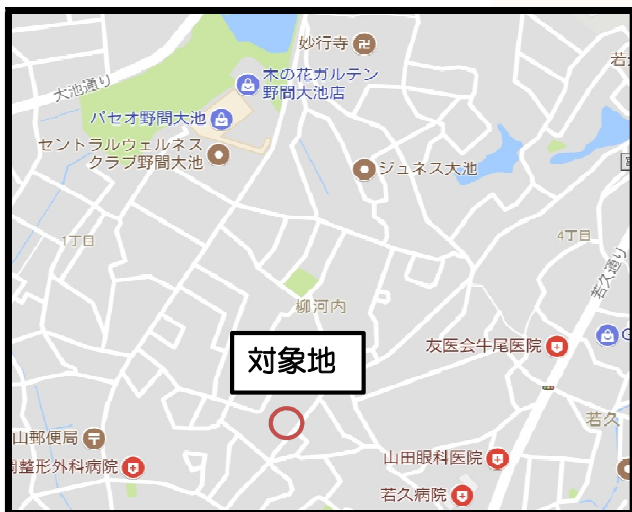 妙行寺
若
木の花ガルテン
野間大池店
大池通り
パセオ野間大池
セントラルウェルネス
クラブ野間大池
ジュネス大池
1丁目
4丁目
若久通り
柳河内
対象地
友医会牛尾医院
G
若久
山郵便局
整形外科病院
山田眼科医院
若久病院